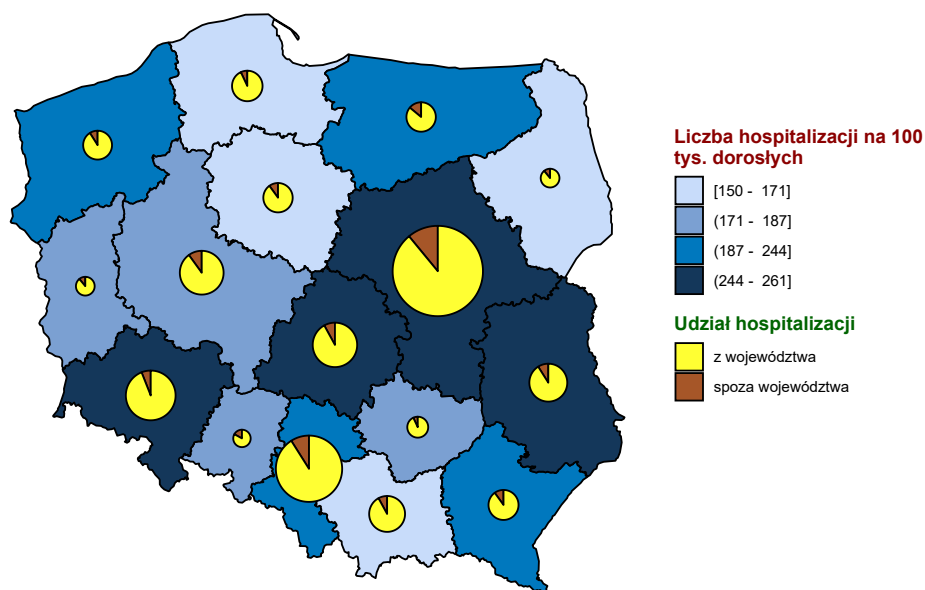 Liczba hospitalizacji na 100
tys. dorosłych
[150 - 171]
(171 - 187]
(187 - 244]
(244 - 261]
Udział hospitalizacji
z województwa
spoza województwa